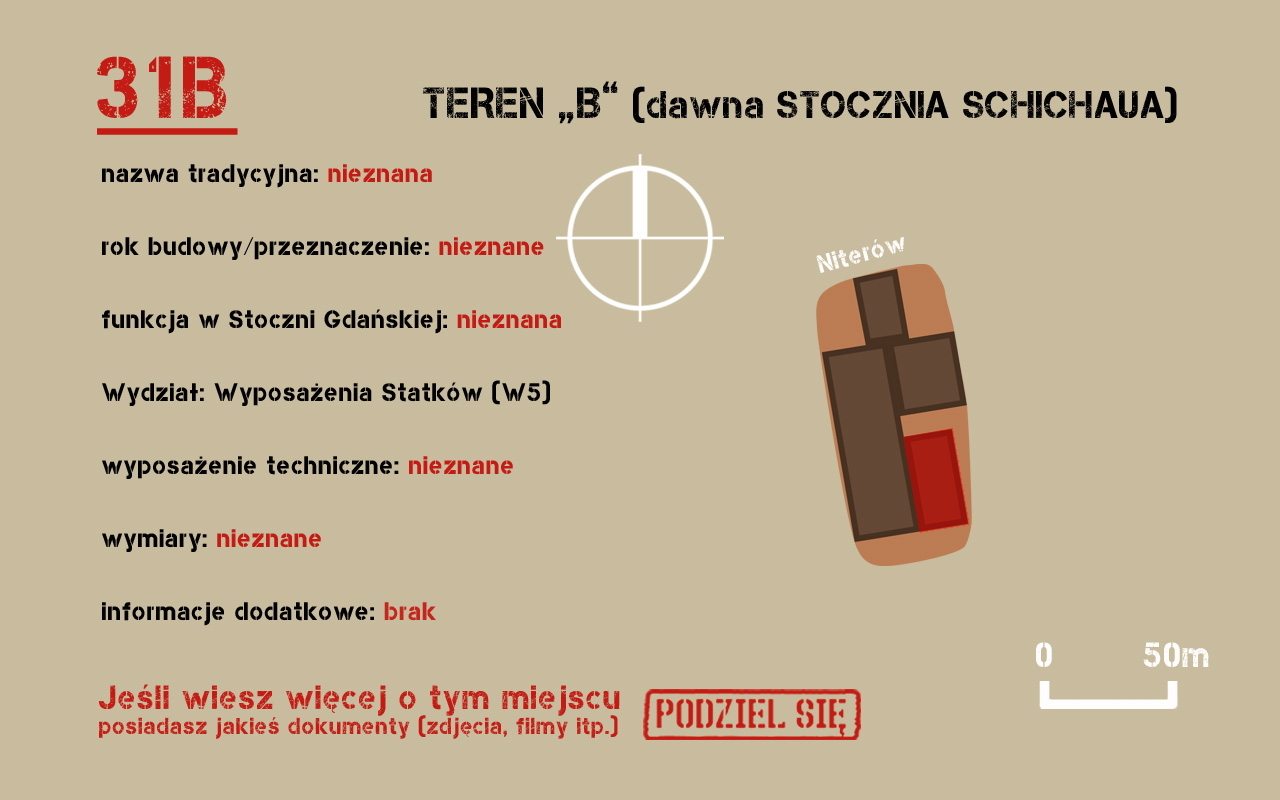 31B
TEREN „B“ (dawna STOCZNIA SCHICHAUA)
nazwa tradycyjna: nieznana
rok budowy/przeznaczenie: nieznane
funkcja w Stoczni Gdańskiej: nieznana
Wydział: Wyposażenia Statków (W5)
wyposażenie techniczne: nieznane
wymiary: nieznane
informacje dodatkowe: brak
Niterów
0 50m
Jeśli wiesz więcej o tym miejscu
posiadasz jakieś dokumenty (zdjęcia, filmy itp.)
PODZIEL SIĘ